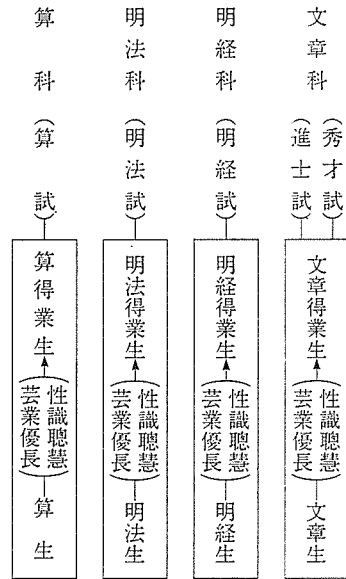 文章科（秀才試）（進士試）文章得業生（性識聰慧芸業優長）文章生
明経科（明経試）明経得業生（性識聰慧芸業優長）明経生
明法科（明法試）明法得業生（性識聰慧芸業優長）明法生
算科（算試）算得業生（性識聰慧芸業優長）算生